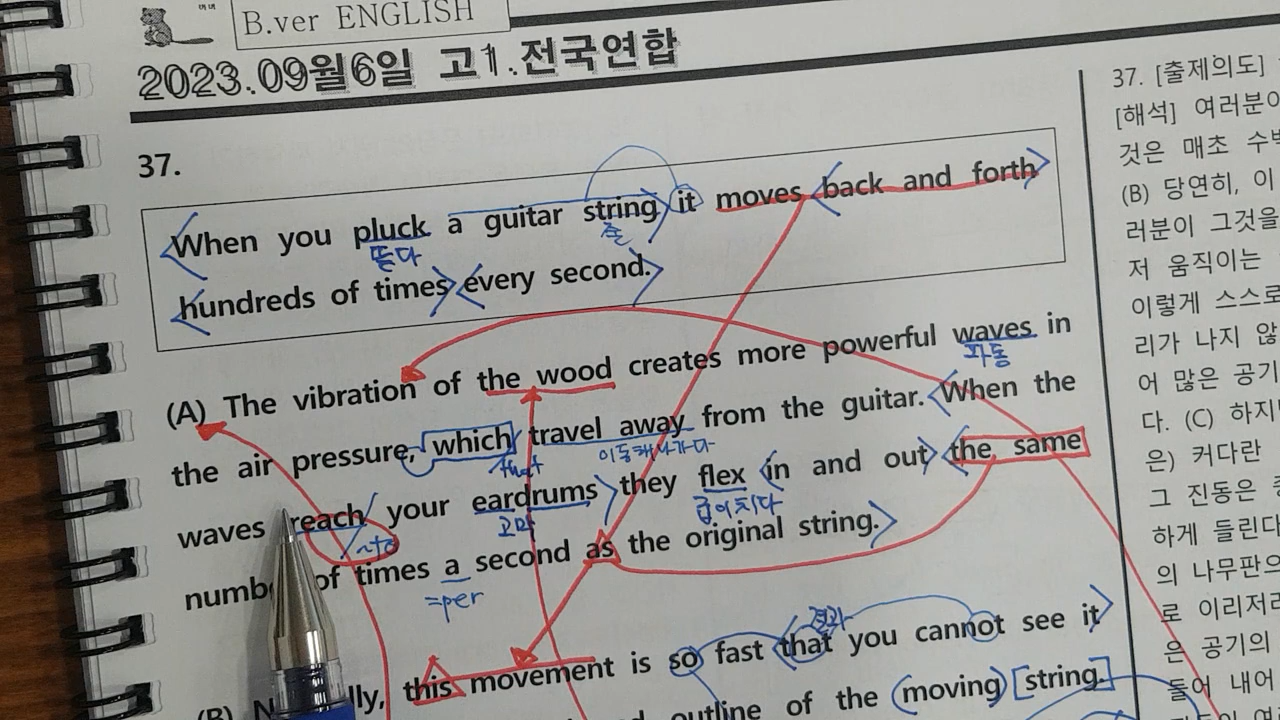 B.ver ENGLISH
2023.09월6일 고1.전국연합
37.
When you pluck a guitar string it moves back and forth
뜯다
줄
hundreds of times every second.
(A) The vibration of the wood creates more powerful waves in
파동
the air pressure, which travel away from the guitar. When the
that
이동해 나가다
waves reach your eardrums they flex in and out the same
고막
굽이치다
number of times a second as the original string.
=per
결과
(B) this movement is so fast that you cannot see it
outline of the (moving) string.
37. [출제의도]
[해석] 여러분이
것은 매초 수백
(B) 당연히, 이
러분이 그것을
저 움직이는
이렇게 스스로
리가 나지 않
어 많은 공기
다. (C) 하지만
은) 커다란
그 진동은
하게 들린다
의 나무판으
로 이리저리
은 공기의
들어 내어